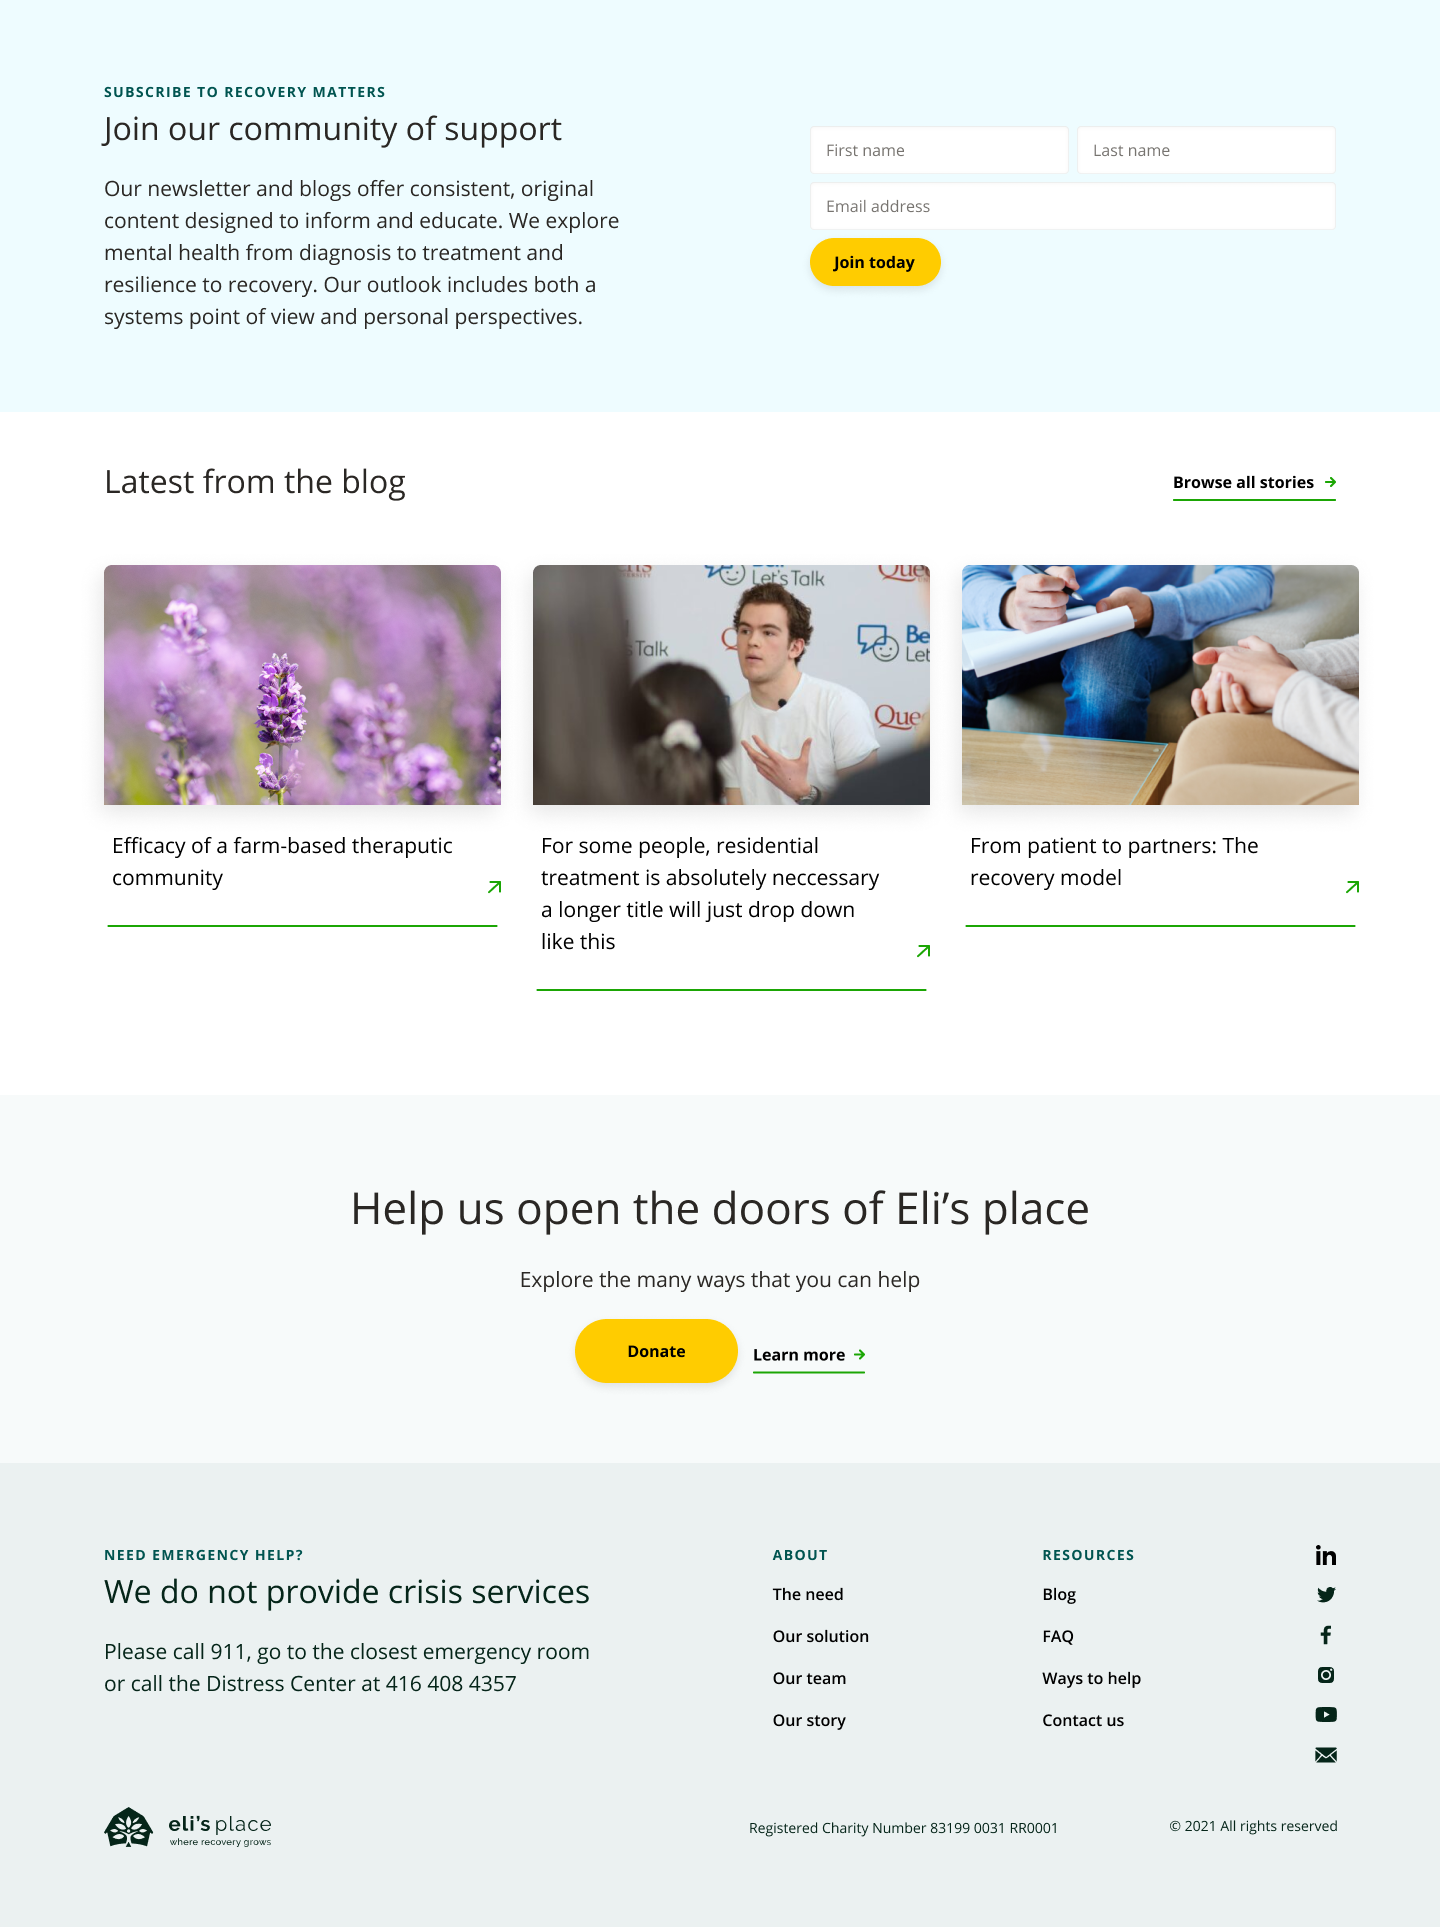 SUBSCRIBE TO RECOVERY MATTERS
Join our community of support
Our newsletter and blogs offer consistent, original
content designed to inform and educate. We explore
mental health from diagnosis to treatment and
resilience to recovery. Our outlook includes both a
systems point of view and personal perspectives.
First name
Last name
Email address
Join today
Latest from the blog
Browse all stories
Let's Talk
s Talk
Be
Let
Que
Efficacy of a farm-based theraputic
community
For some people, residential
treatment is absolutely neccessary
a longer title will just drop down
like this
From patient to partners: The
recovery model
Help us open the doors of Eli’s place
Explore the many ways that you can help
Donate
Learn more
NEED EMERGENCY HELP?
We do not provide crisis services
Please call 911, go to the closest emergency room
or call the Distress Center at 416 408 4357
ABOUT
The need
Our solution
Our team
Our story
RESOURCES
Blog
FAQ
Ways to help
Contact us
in
eli's place
where recovery grows
Registered Charity Number 83199 0031 RR0001
© 2021 All rights reserved